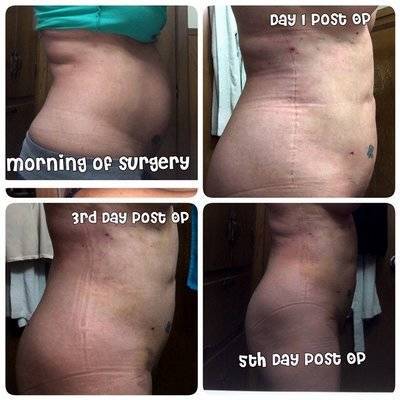 Day 1 Post OP
morning of surgery
3rd Day Post OP
5th Day Post OP